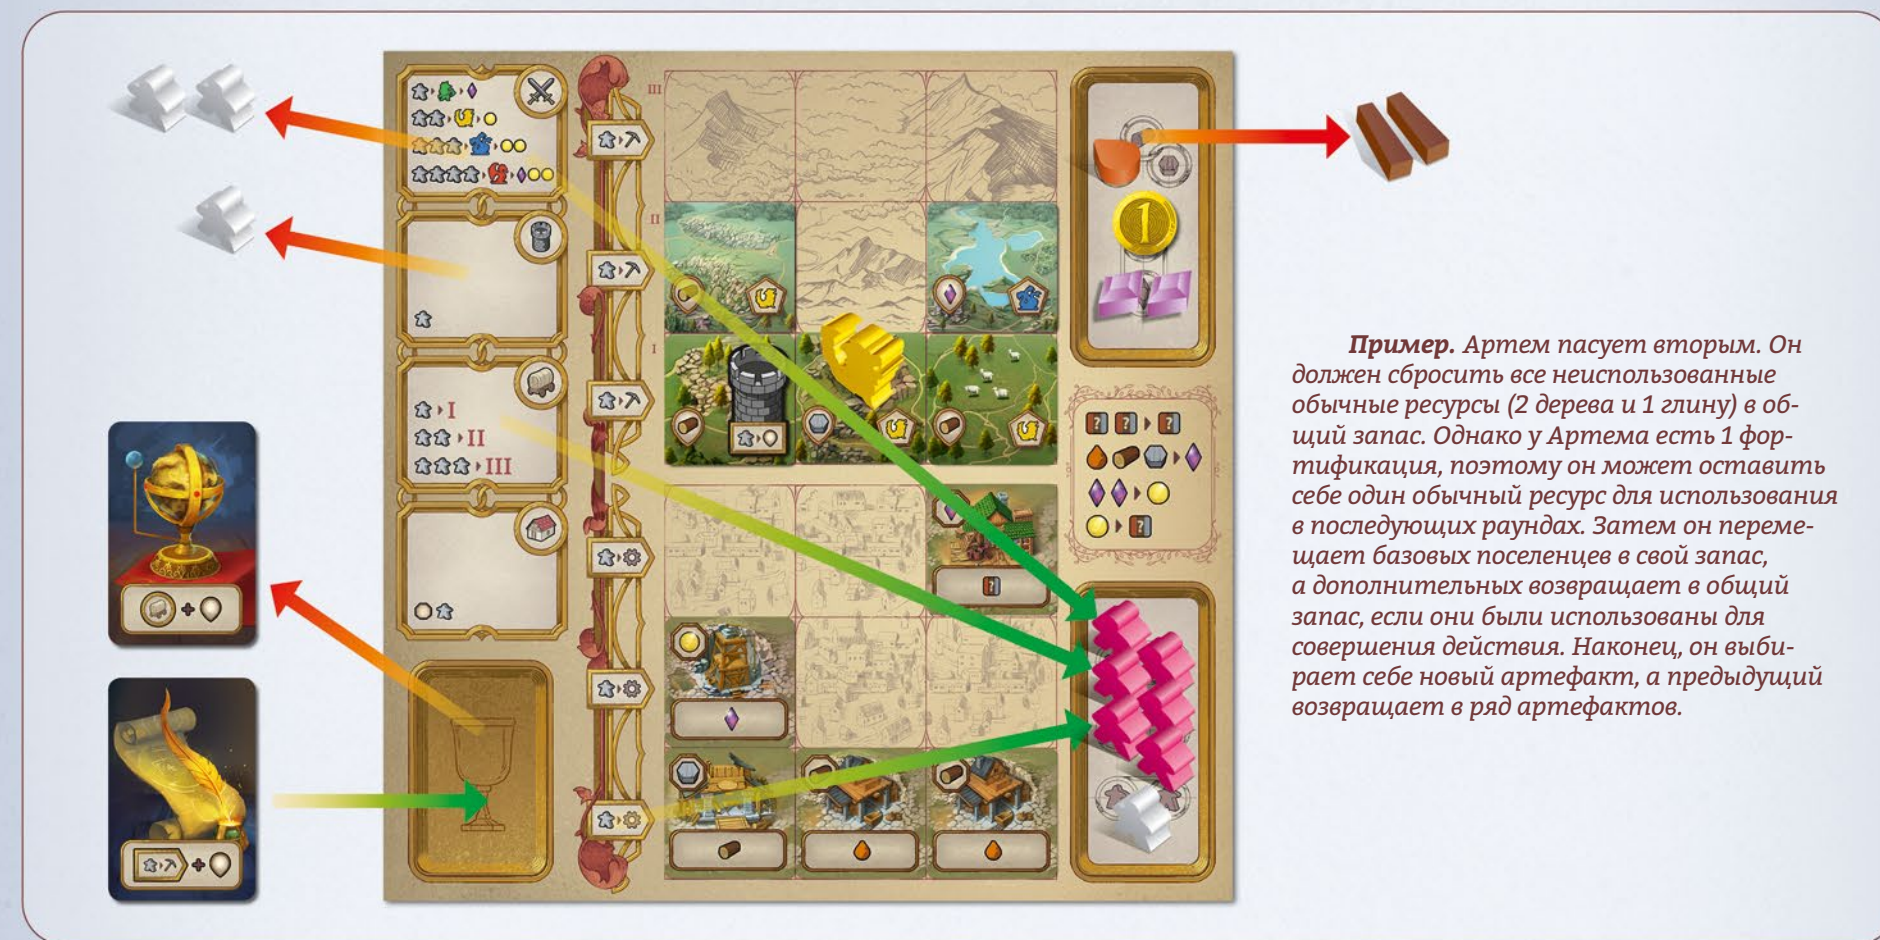 III
II
I
I
II
III
1
? ? ?
?
?
Пример. Артем пасует вторым. Он
должен сбросить все неиспользованные
обычные ресурсы (2 дерева и 1 глину) в об-
щий запас. Однако у Артема есть 1 фор-
тификация, поэтому он может оставить
себе один обычный ресурс для использования
в последующих раундах. Затем он переме-
щает базовых поселенцев в свой запас,
а дополнительных возвращает в общий
запас, если они были использованы для
совершения действия. Наконец, он выби-
рает себе новый артефакт, а предыдущий
возвращает в ряд артефактов.